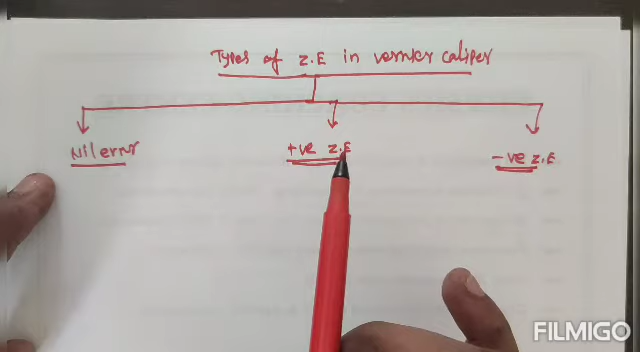 Types of Z.E in vernier caliper
Nil error
+ve Z.E
-ve Z.E
FILMIGO